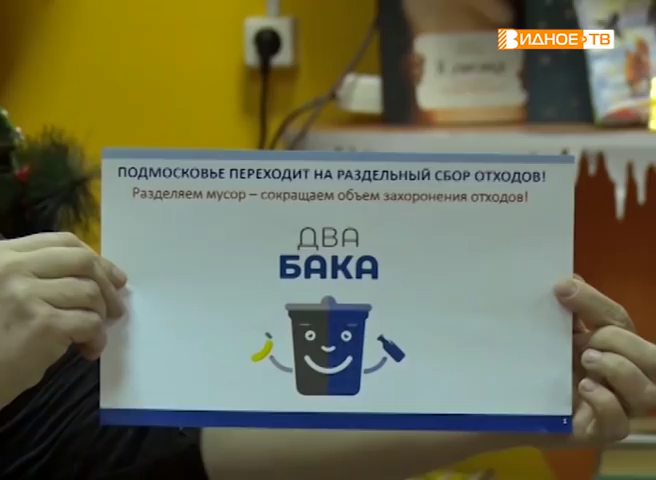 ВИДНОЕ-ТВ
ПОДМОСКОВЬЕ ПЕРЕХОДИТ НА РАЗДЕЛЬНЫЙ СБОР ОТХОДОВ!
Разделяем мусор – сокращаем объем захоронения отходов!
ДВА
БАКА